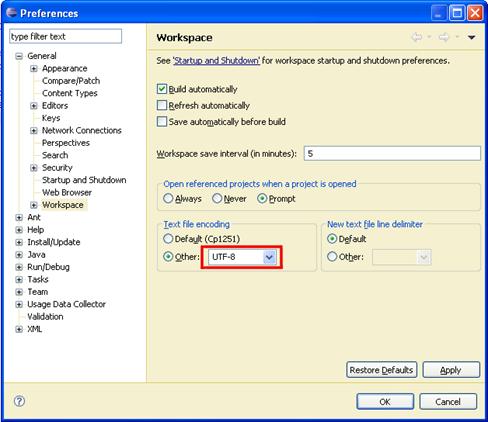 Preferences
type filter text
General
Appearance
Compare/Patch
Content Types
Editors
Keys
Network Connections
Perspectives
Search
Security
Startup and Shutdown
Web Browser
Workspace
Ant
Help
Install/Update
Java
Run/Debug
Tasks
Team
Usage Data Collector
Validation
XML
Workspace
See 'Startup and Shutdown' for workspace startup and shutdown preferences.
Build automatically
Refresh automatically
Save automatically before build
Workspace save interval (in minutes): 5
Open referenced projects when a project is opened
Always Never Prompt
Text file encoding
Default (Cp1251)
Other: UTF-8
New text file line delimiter
Default
Other:
Restore Defaults Apply
OK Cancel